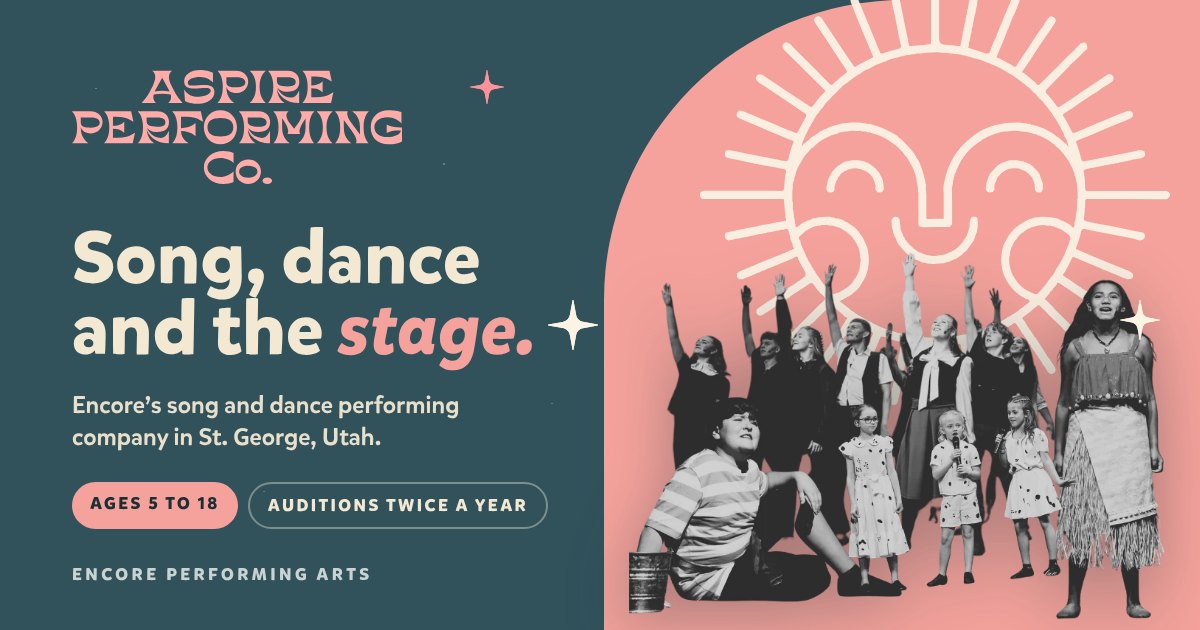 ASPIRE
PERFORMING
Co.
Song, dance
and the stage.
Encore’s song and dance performing
company in St. George, Utah.
AGES 5 TO 18
AUDITIONS TWICE A YEAR
ENCORE PERFORMING ARTS